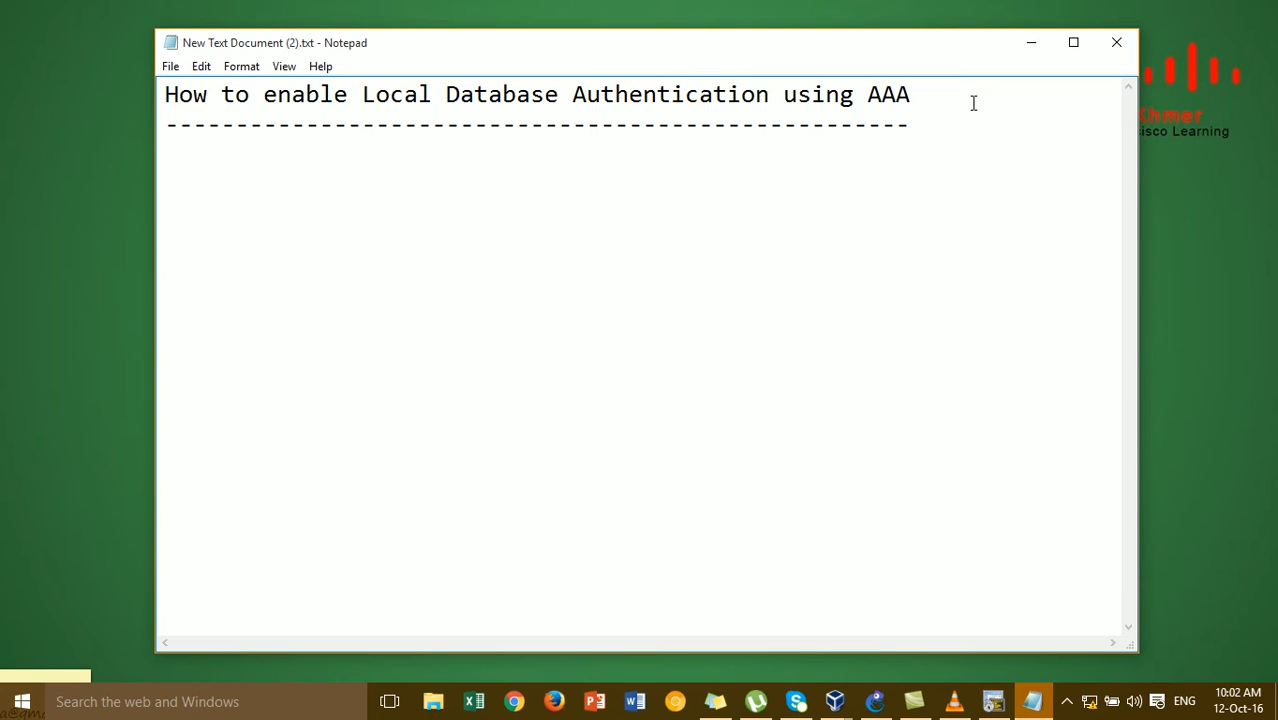 New Text Document (2).txt - Notepad
File Edit Format View Help
How to enable Local Database Authentication using AAA
-----------------------------------------------------
Khmer
isco Learning
Search the web and Windows
ENG
10:02 AM
12-Oct-16